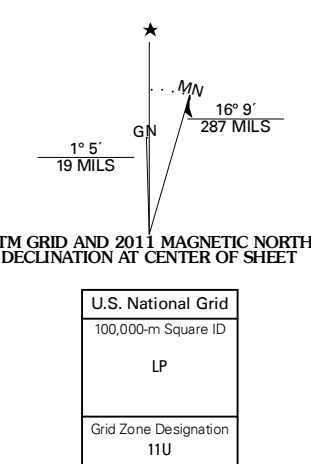 ★
MN
GN
16° 9´
287 MILS
1° 5´
19 MILS
TM GRID AND 2011 MAGNETIC NORTH
DECLINATION AT CENTER OF SHEET
U.S. National Grid
100,000-m Square ID
LP
Grid Zone Designation
11U